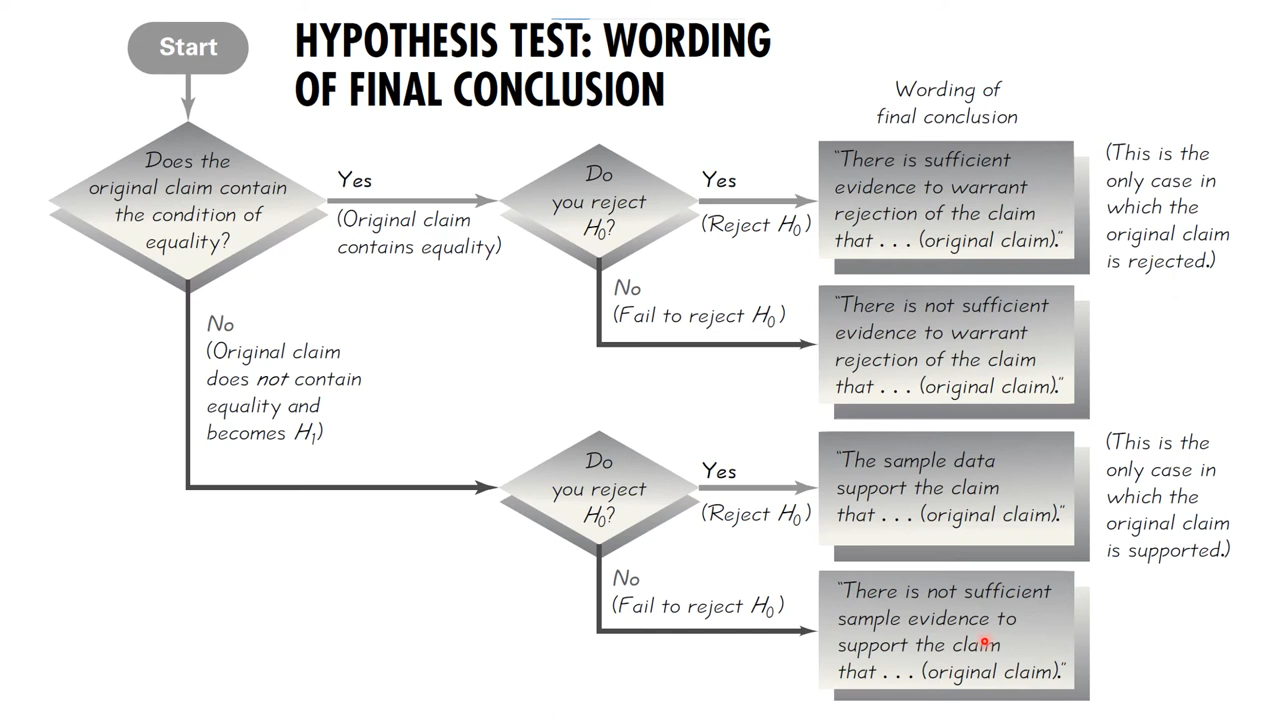 Start
HYPOTHESIS TEST: WORDING
OF FINAL CONCLUSION
Wording of
final conclusion
Does the
original claim contain
the condition of
equality?
Yes
(Original claim
contains equality)
Do
you reject
H₀?
Yes
(Reject H₀)
"There is sufficient
evidence to warrant
rejection of the claim
that . . . (original claim)."
(This is the
only case in
which the
original claim
is rejected.)
No
(Fail to reject H₀)
"There is not sufficient
evidence to warrant
rejection of the claim
that . . . (original claim)."
No
(Original claim
does not contain
equality and
becomes H₁)
Do
you reject
H₀?
Yes
(Reject H₀)
"The sample data
support the claim
that . . . (original claim)."
(This is the
only case in
which the
original claim
is supported.)
No
(Fail to reject H₀)
"There is not sufficient
sample evidence to
support the claim
that . . . (original claim)."